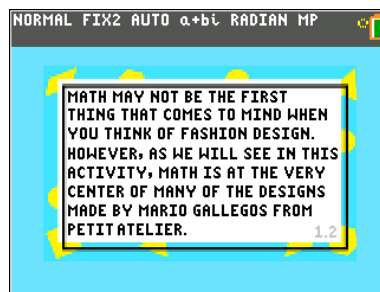 NORMAL FIX2 AUTO a+bi RADIAN MP
MATH MAY NOT BE THE FIRST
THING THAT COMES TO MIND WHEN
YOU THINK OF FASHION DESIGN.
HOWEVER, AS WE WILL SEE IN THIS
ACTIVITY, MATH IS AT THE VERY
CENTER OF MANY OF THE DESIGNS
MADE BY MARIO GALLEGOS FROM
PETIT ATELIER.
1.2